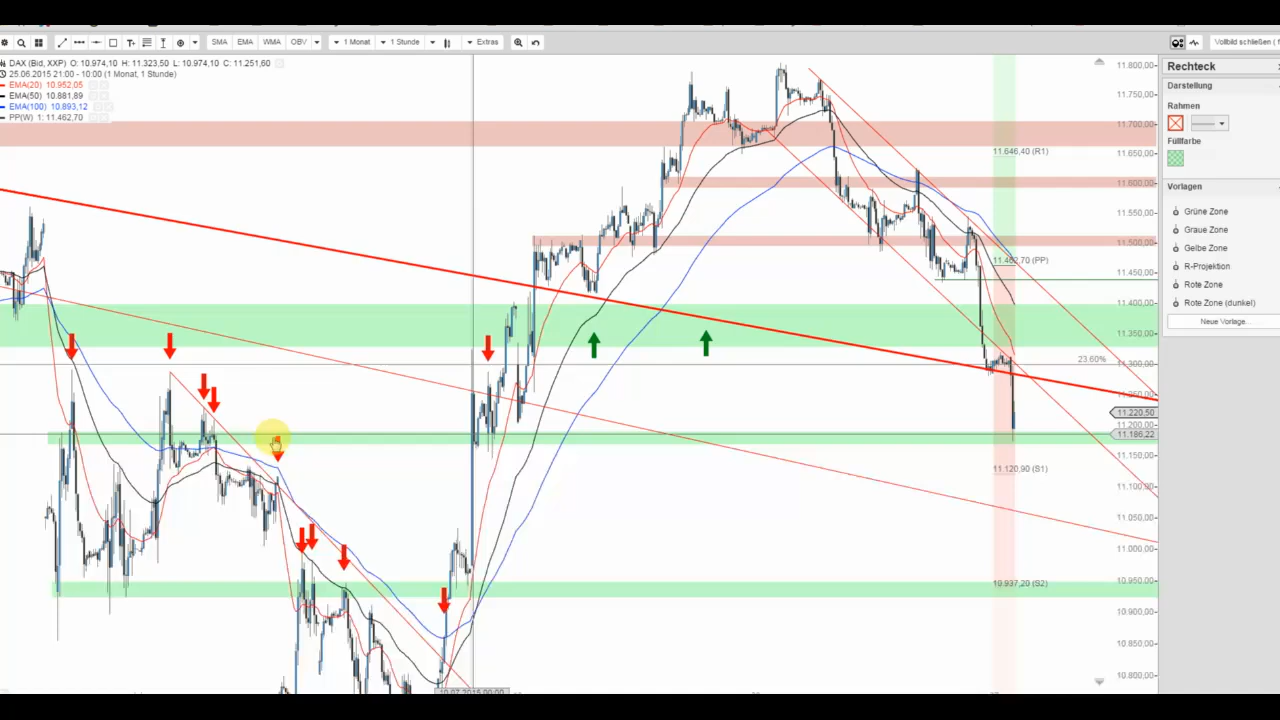 T+ SMA EMA WMA OBV 1 Monat 1 Stunde Extras Vollbild schließen ( f
DAX (Bid, XXP) O: 10.974,10 H: 11.323,50 L: 10.974,10 C: 11.251,60
25.06.2015 21:00 - 10:00 (1 Monat, 1 Stunde)
EMA(20) 10.952,05
EMA(50) 10.881,89
EMA(100) 10.893,12
PP(W) 1: 11.462,70
11.800,00
11.750,00
11.700,00
11.646,40 (R1)
11.650,00
11.600,00
11.550,00
11.500,00
11.462,70 (PP)
11.450,00
11.400,00
11.350,00
23.60%
11.300,00
11.250,00
11.220,50
11.200,00
11.186,22
11.150,00
11.120,90 (S1)
11.100,00
11.050,00
11.000,00
10.950,00
10.937,20 (S2)
10.900,00
10.850,00
10.800,00
10.07.2015 00:00
Rechteck
Darstellung
Rahmen
Füllfarbe
Vorlagen
Grüne Zone
Graue Zone
Gelbe Zone
R-Projektion
Rote Zone
Rote Zone (dunkel)
Neue Vorlage...